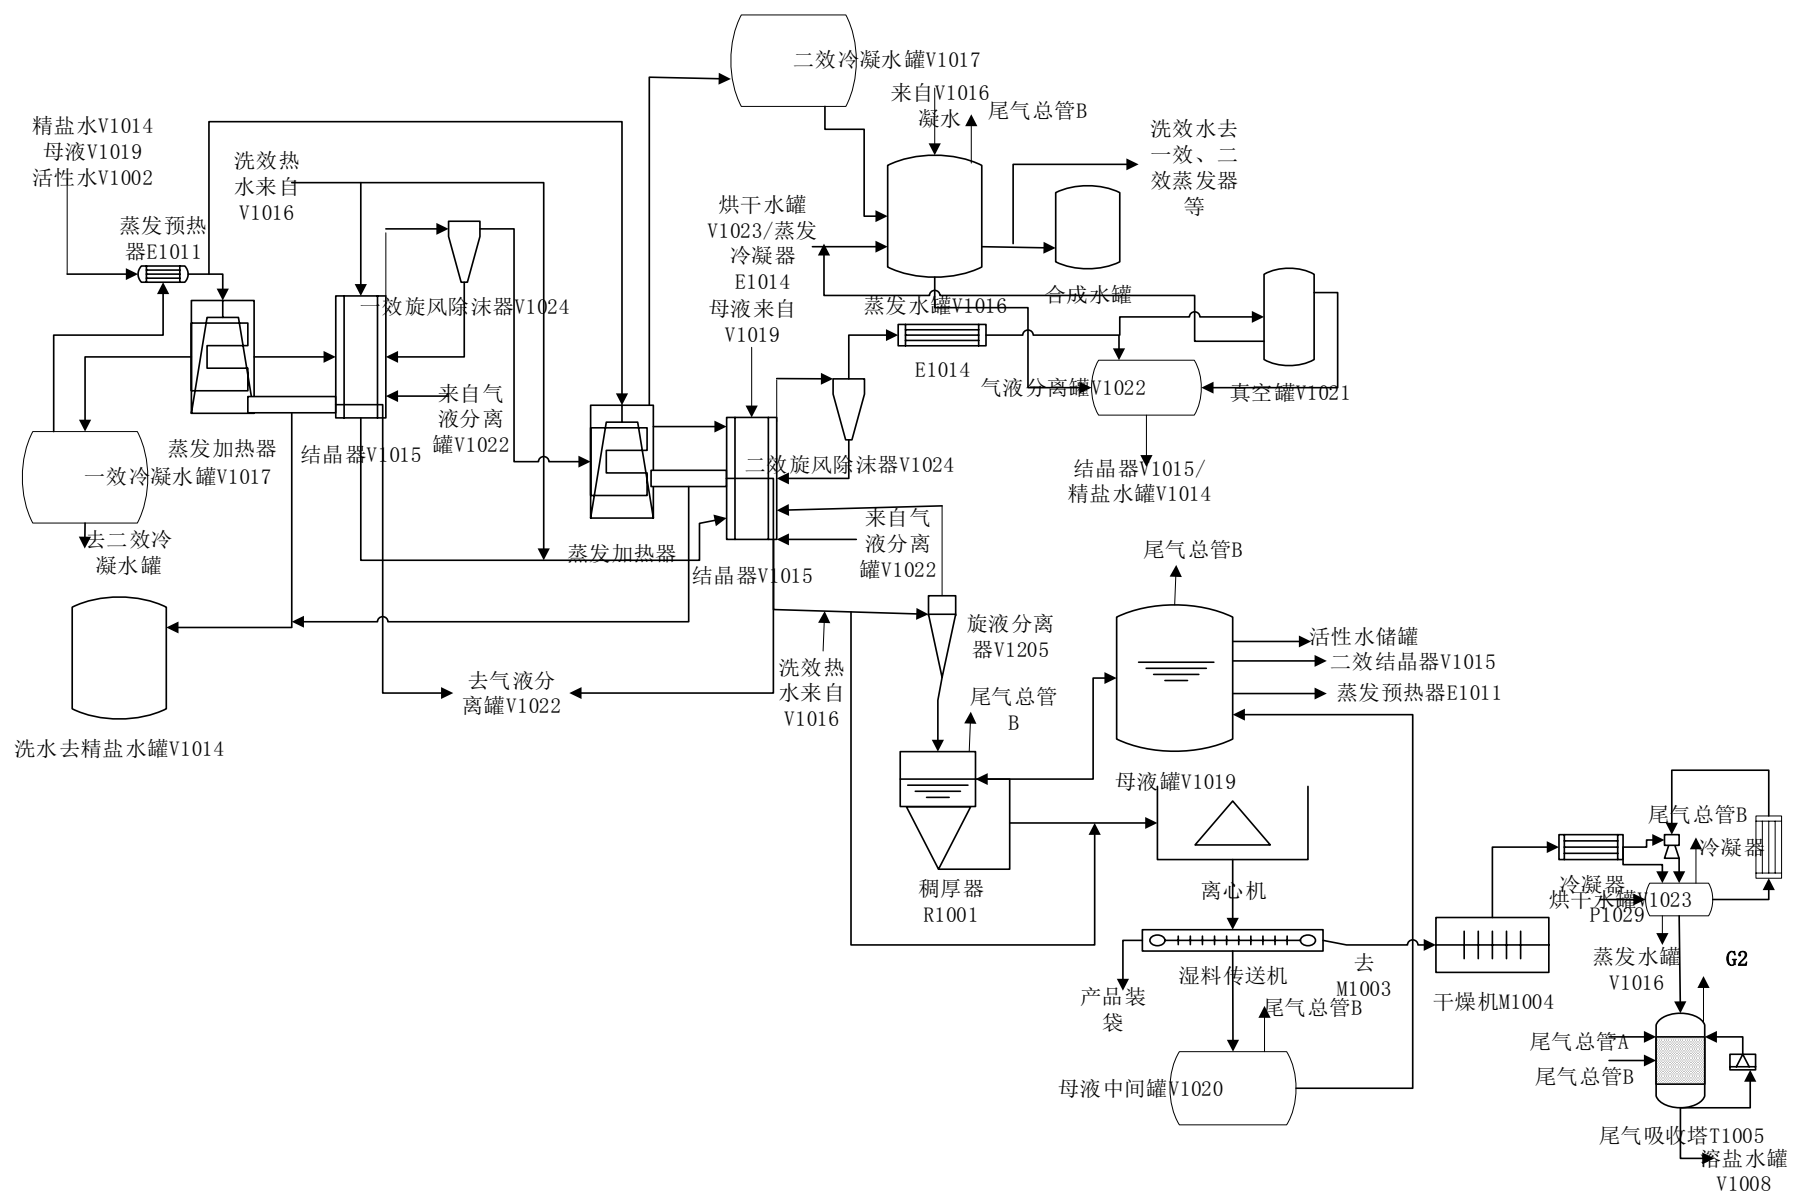 二效冷凝水罐V1017
来自V1016
凝水
尾气总管B
精盐水V1014
母液V1019
活性水V1002
洗效热
水来自
V1016
洗效水去
一效、二
效蒸发器
等
蒸发预热
器E1011
烘干水罐
V1023/蒸发
冷凝器
E1014
母液来自
V1019
一效旋风除沫器V1024
蒸发水罐V1016
合成水罐
E1014
气液分离罐V1022
真空罐V1021
来自气
液分离
罐V1022
蒸发加热器
结晶器V1015
一效冷凝水罐V1017
二效旋风除沫器V1024
结晶器V1015/
精盐水罐V1014
去二效冷
凝水罐
来自气
液分离
罐V1022
蒸发加热器
结晶器V1015
尾气总管B
旋液分离
器V1205
活性水储罐
二效结晶器V1015
蒸发预热器E1011
洗效热
水来自
V1016
去气液分
离罐V1022
尾气总管
B
洗水去精盐水罐V1014
母液罐V1019
稠厚器
R1001
离心机
尾气总管B
冷凝器
冷凝器
P1029
烘干水罐V1023
湿料传送机
去
M1003
产品装
袋
尾气总管B
干燥机M1004
蒸发水罐
V1016
G2
母液中间罐V1020
尾气总管A
尾气总管B
尾气吸收塔T1005
溶盐水罐
V1008